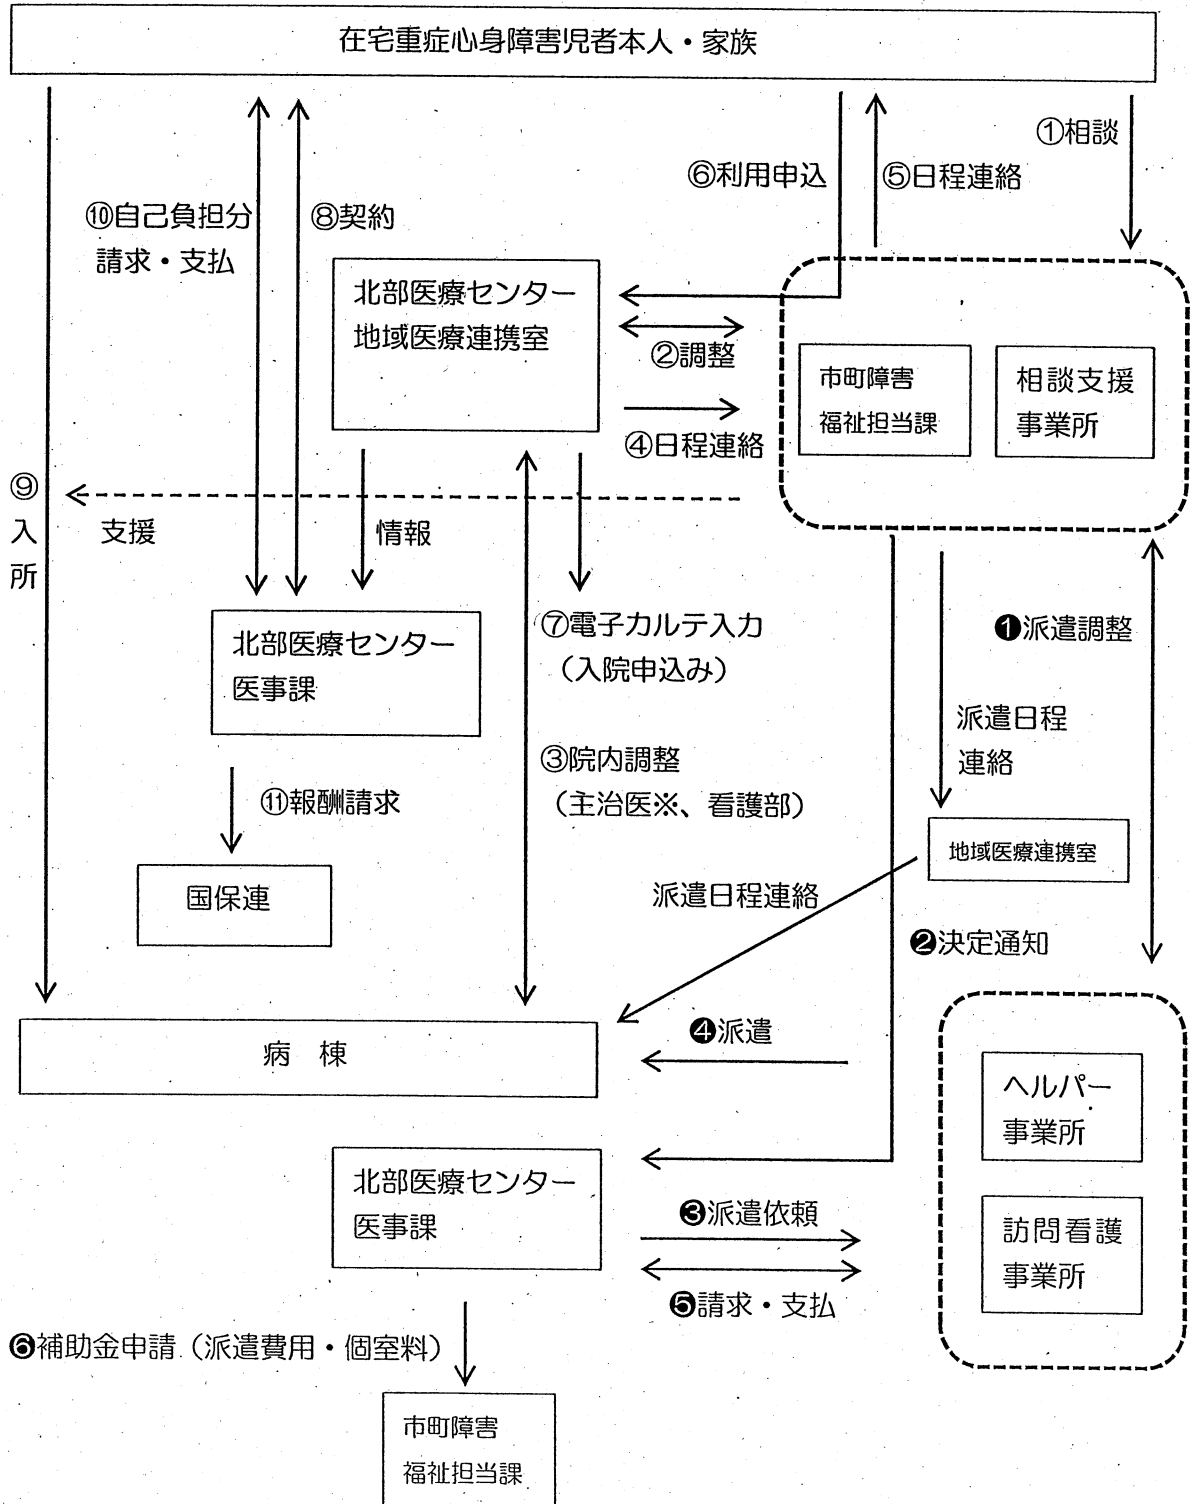 在宅重症心身障害児者本人・家族
①相談
⑥利用申込
⑤日程連絡
⑩自己負担分
請求・支払
⑧契約
北部医療センター
地域医療連携室
②調整
④日程連絡
市町障害
福祉担当課
相談支援
事業所
⑨
入
所
支援
情報
北部医療センター
医事課
⑦電子カルテ入力
（入院申込み）
❶派遣調整
派遣日程
連絡
③院内調整
（主治医※、看護部）
⑪報酬請求
国保連
地域医療連携室
派遣日程連絡
❷決定通知
病　棟
❹派遣
ヘルパー
事業所
北部医療センター
医事課
❸派遣依頼
訪問看護
事業所
❺請求・支払
❻補助金申請（派遣費用・個室料）
市町障害
福祉担当課